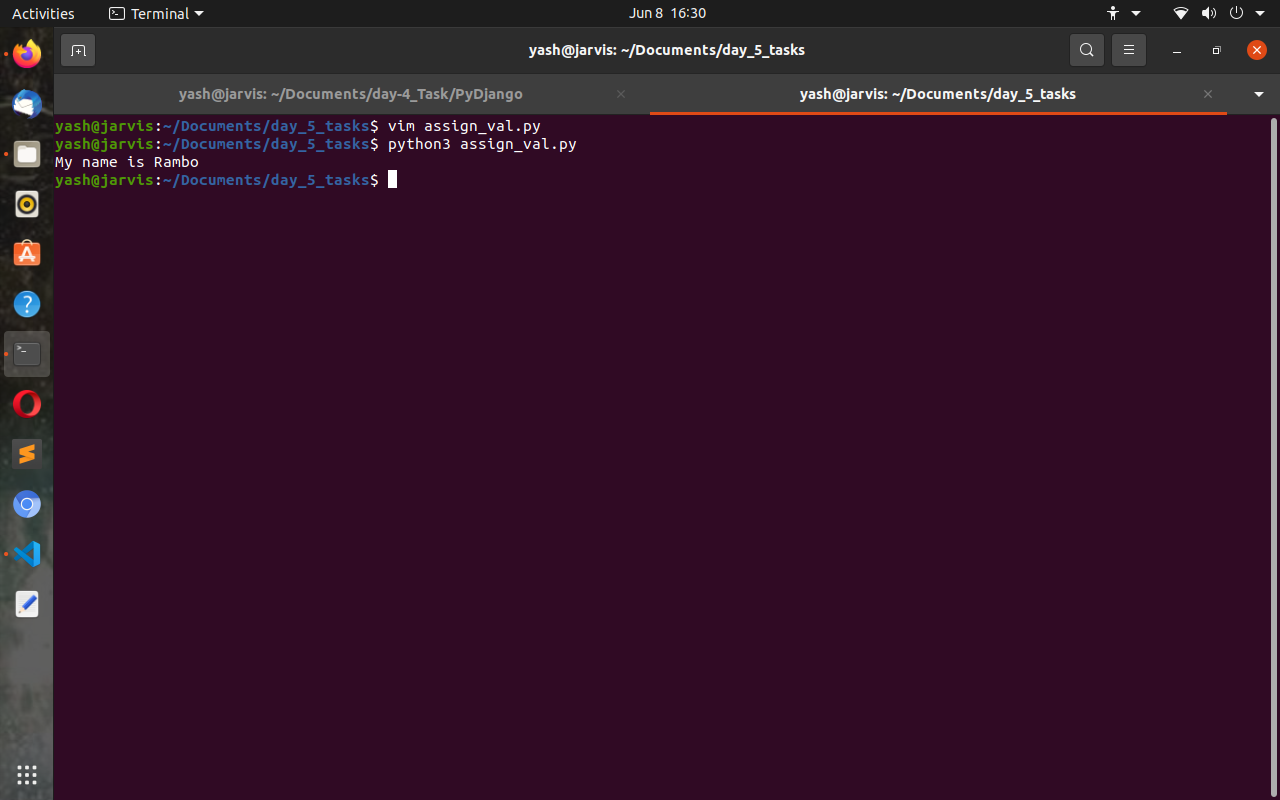 Activities Terminal Jun 8 16:30
yash@jarvis: ~/Documents/day_5_tasks
yash@jarvis: ~/Documents/day-4_Task/PyDjango yash@jarvis: ~/Documents/day_5_tasks
yash@jarvis:~/Documents/day_5_tasks$ vim assign_val.py
yash@jarvis:~/Documents/day_5_tasks$ python3 assign_val.py
My name is Rambo
yash@jarvis:~/Documents/day_5_tasks$